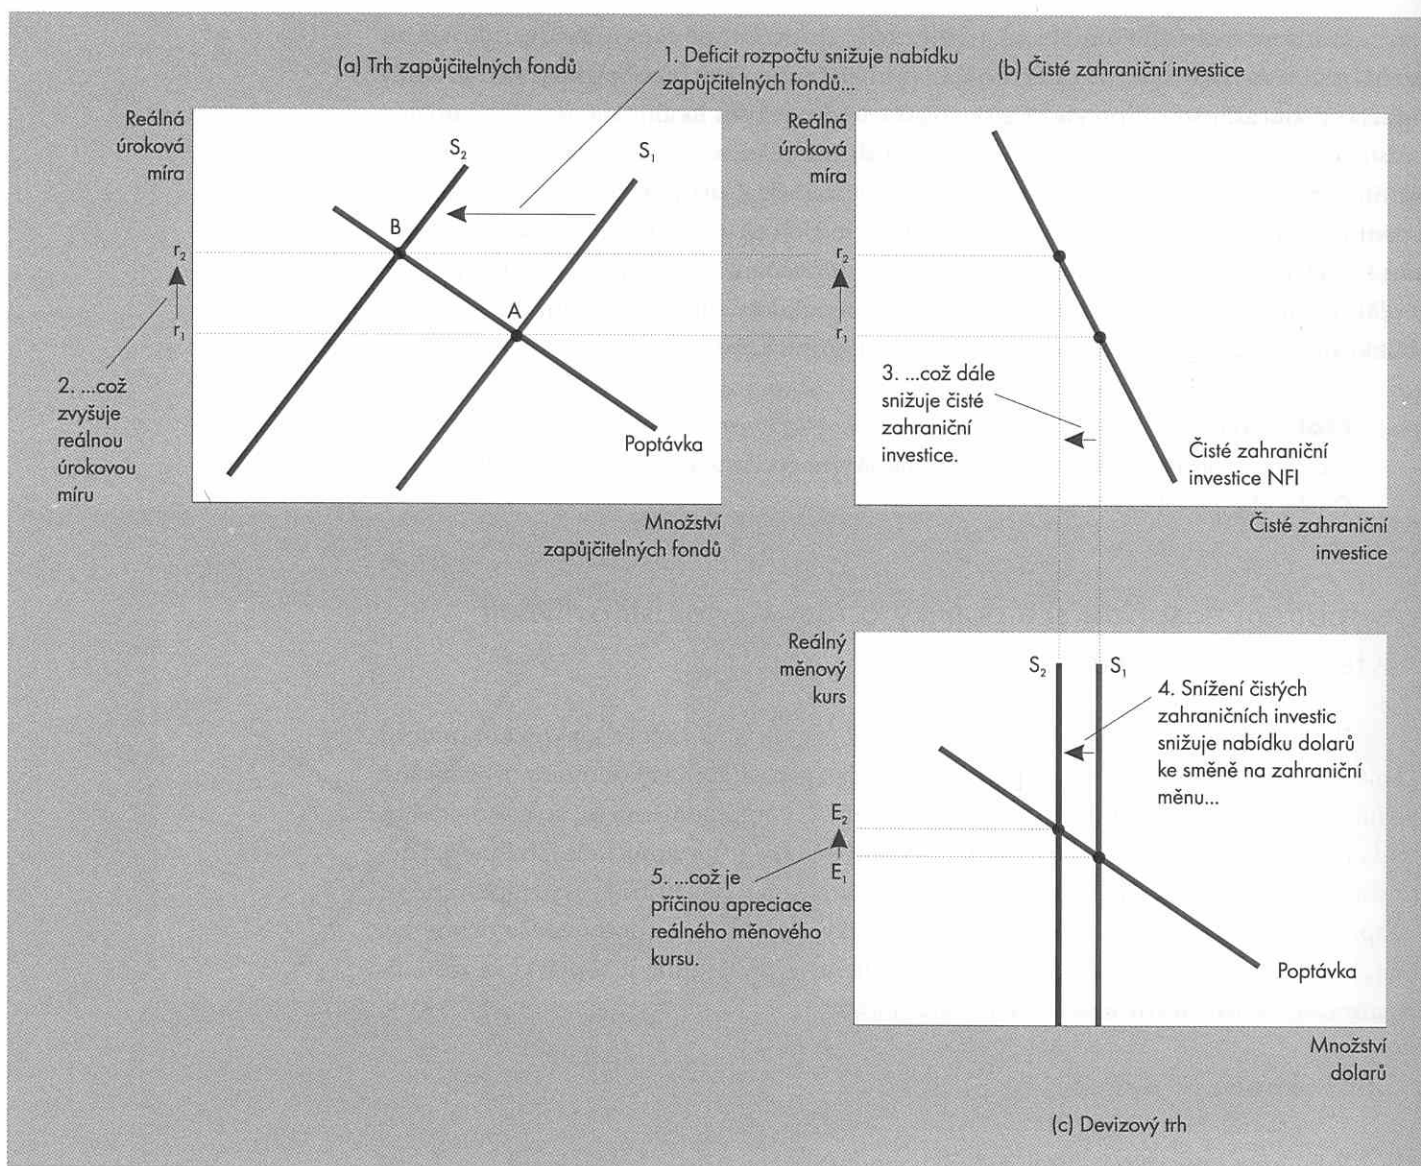 (a) Trh zapůjčitelných fondů
1. Deficit rozpočtu snižuje nabídku
zapůjčitelných fondů...
(b) Čisté zahraniční investice
Reálná
úroková
míra
S₂
S₁
B
A
r₂
r₁
2. ...což
zvyšuje
reálnou
úrokovou
míru
Poptávka
Množství
zapůjčitelných fondů
Reálná
úroková
míra
r₂
r₁
3. ...což dále
snižuje čisté
zahraniční
investice.
Čisté zahraniční
investice NFI
Čisté zahraniční
investice
Reálný
měnový
kurs
S₂
S₁
4. Snížení čistých
zahraničních investic
snižuje nabídku dolarů
ke směně na zahraniční
měnu...
E₂
E₁
5. ...což je
příčinou apreciace
reálného měnového
kursu.
Poptávka
Množství
dolarů
(c) Devizový trh